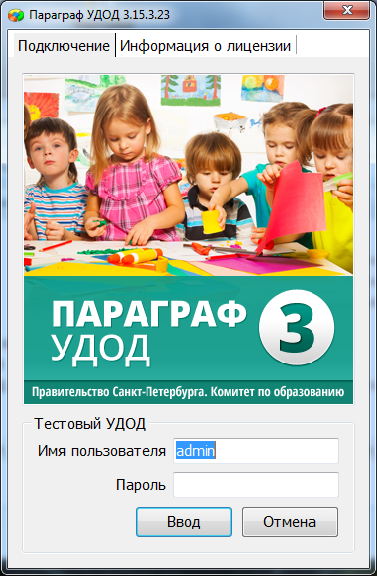 Параграф УДОД 3.15.3.23
Подключение
Информация о лицензии
ПАРАГРАФ
УДОД
3
Правительство Санкт-Петербурга. Комитет по образованию
Тестовый УДОД
Имя пользователя
admin
Пароль
Ввод
Отмена